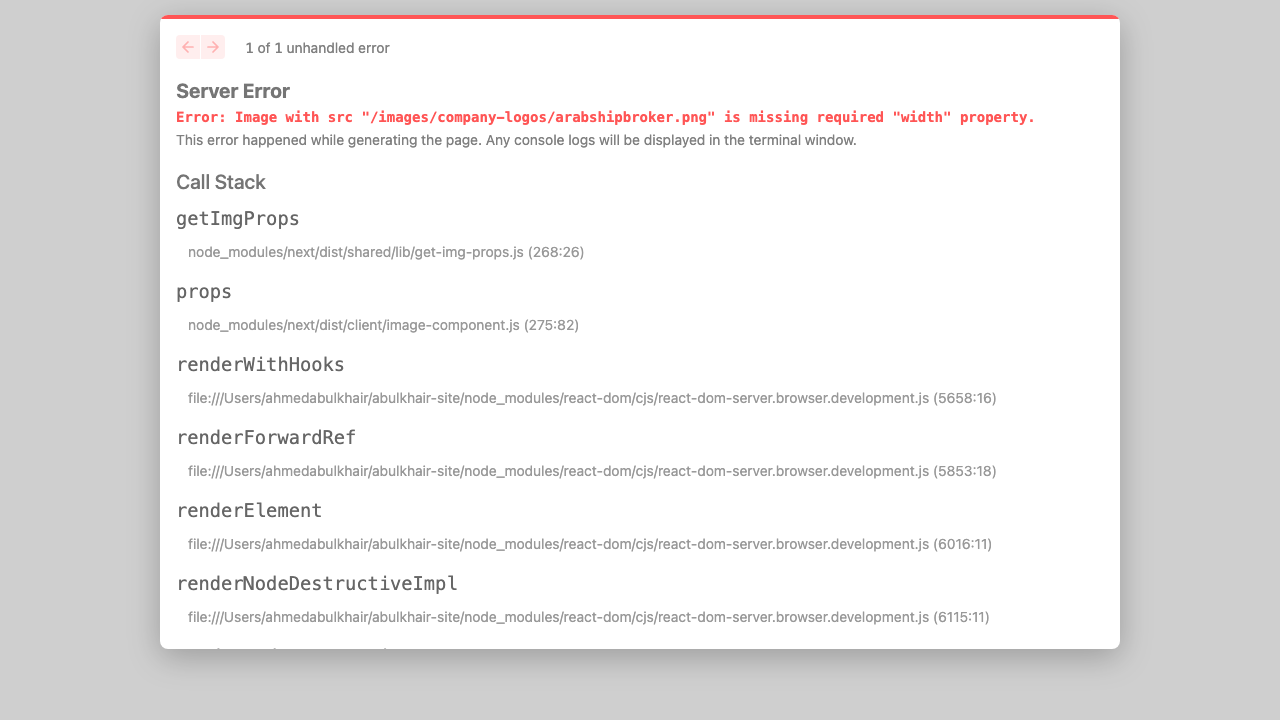 1 of 1 unhandled error
Server Error
Error: Image with src "/images/company-logos/arabshipbroker.png" is missing required "width" property.
This error happened while generating the page. Any console logs will be displayed in the terminal window.
Call Stack
getImgProps
node_modules/next/dist/shared/lib/get-img-props.js (268:26)
props
node_modules/next/dist/client/image-component.js (275:82)
renderWithHooks
file:///Users/ahmedabulkhair/abulkhair-site/node_modules/react-dom/cjs/react-dom-server.browser.development.js (5658:16)
renderForwardRef
file:///Users/ahmedabulkhair/abulkhair-site/node_modules/react-dom/cjs/react-dom-server.browser.development.js (5853:18)
renderElement
file:///Users/ahmedabulkhair/abulkhair-site/node_modules/react-dom/cjs/react-dom-server.browser.development.js (6016:11)
renderNodeDestructiveImpl
file:///Users/ahmedabulkhair/abulkhair-site/node_modules/react-dom/cjs/react-dom-server.browser.development.js (6115:11)